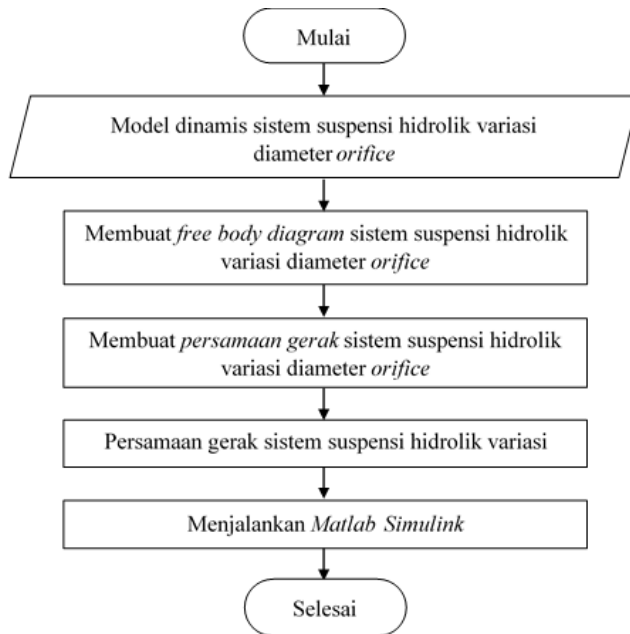 Mulai
Model dinamis sistem suspensi hidrolik variasi
diameter orifice
Membuat free body diagram sistem suspensi hidrolik
variasi diameter orifice
Membuat persamaan gerak sistem suspensi hidrolik
variasi diameter orifice
Persamaan gerak sistem suspensi hidrolik variasi
Menjalankan Matlab Simulink
Selesai